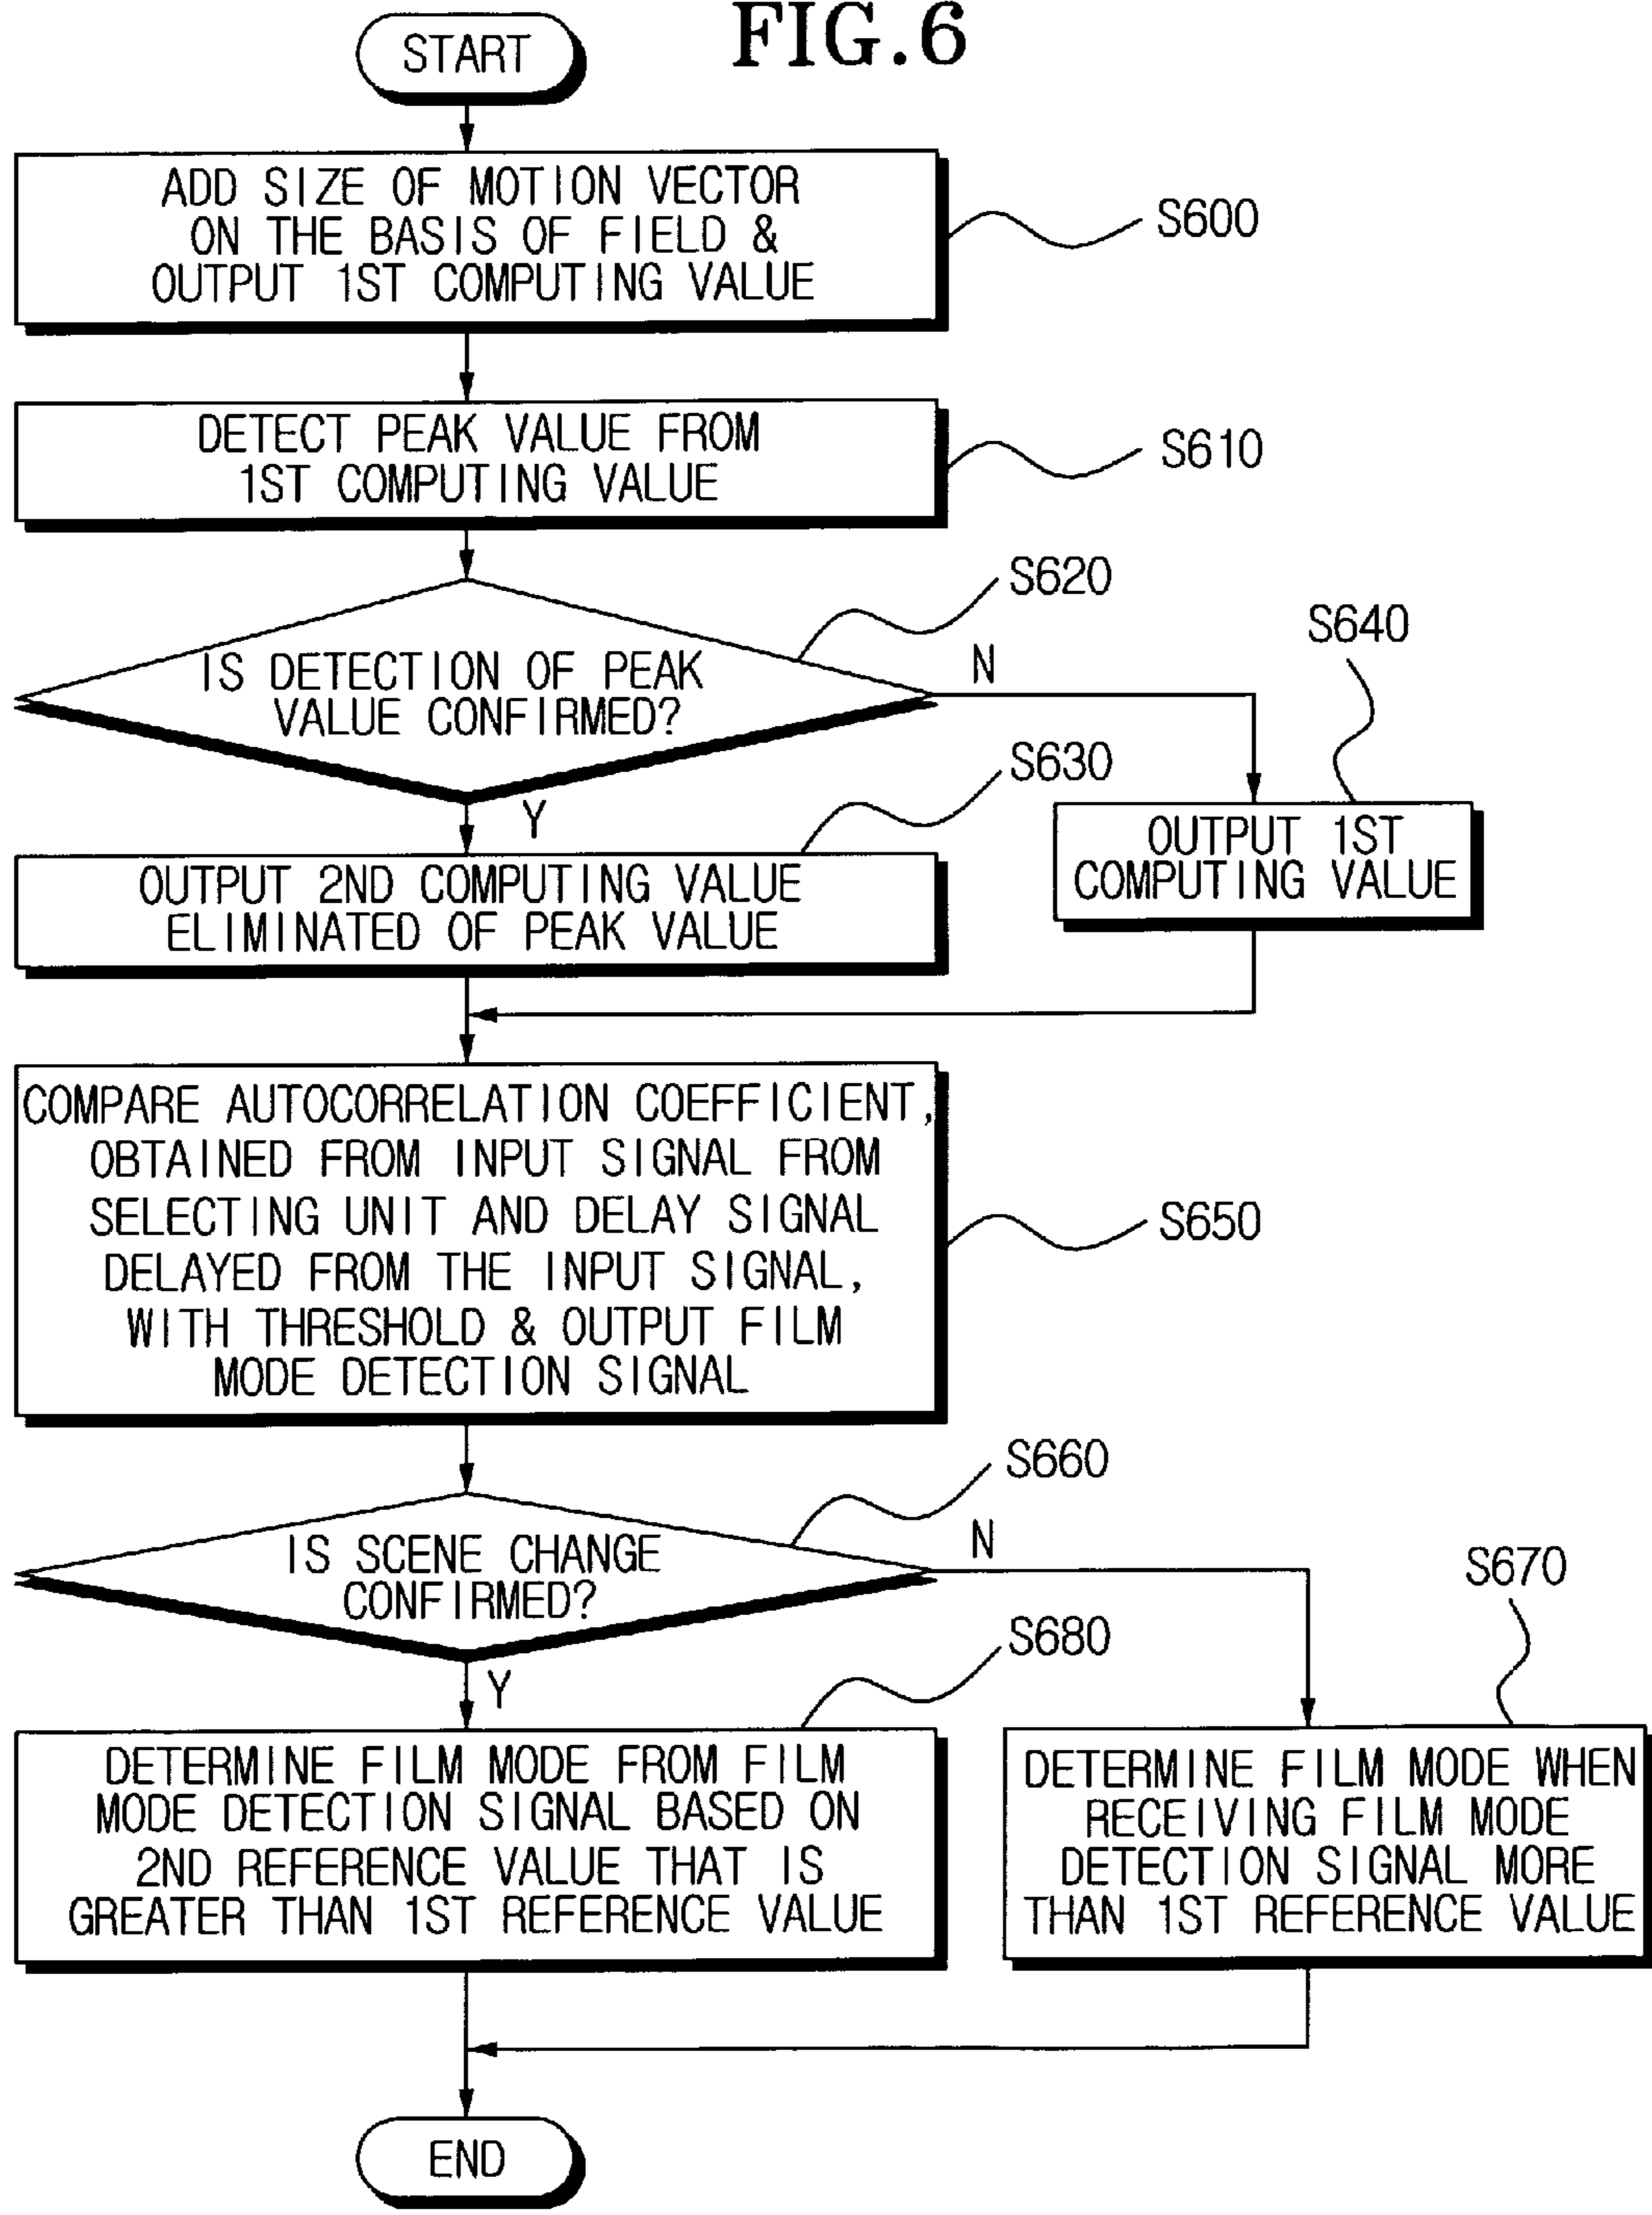 FIG.6
START
ADD SIZE OF MOTION VECTOR
ON THE BASIS OF FIELD &
OUTPUT 1ST COMPUTING VALUE
S600
DETECT PEAK VALUE FROM
1ST COMPUTING VALUE
S610
IS DETECTION OF PEAK
VALUE CONFIRMED?
S620
N
Y
S640
OUTPUT 1ST
COMPUTING VALUE
S630
OUTPUT 2ND COMPUTING VALUE
ELIMINATED OF PEAK VALUE
COMPARE AUTOCORRELATION COEFFICIENT,
OBTAINED FROM INPUT SIGNAL FROM
SELECTING UNIT AND DELAY SIGNAL
DELAYED FROM THE INPUT SIGNAL,
WITH THRESHOLD & OUTPUT FILM
MODE DETECTION SIGNAL
S650
S660
IS SCENE CHANGE
CONFIRMED?
N
Y
S680
DETERMINE FILM MODE FROM FILM
MODE DETECTION SIGNAL BASED ON
2ND REFERENCE VALUE THAT IS
GREATER THAN 1ST REFERENCE VALUE
S670
DETERMINE FILM MODE WHEN
RECEIVING FILM MODE
DETECTION SIGNAL MORE
THAN 1ST REFERENCE VALUE
END